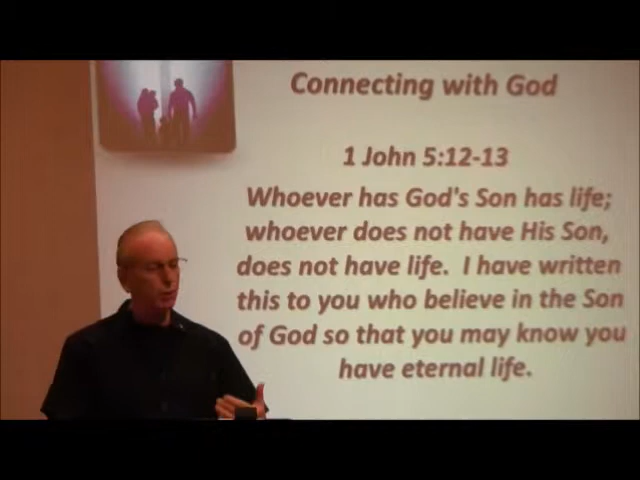 Connecting with God
1 John 5:12-13
Whoever has God's Son has life;
whoever does not have His Son,
does not have life.  I have written
this to you who believe in the Son
of God so that you may know you
have eternal life.